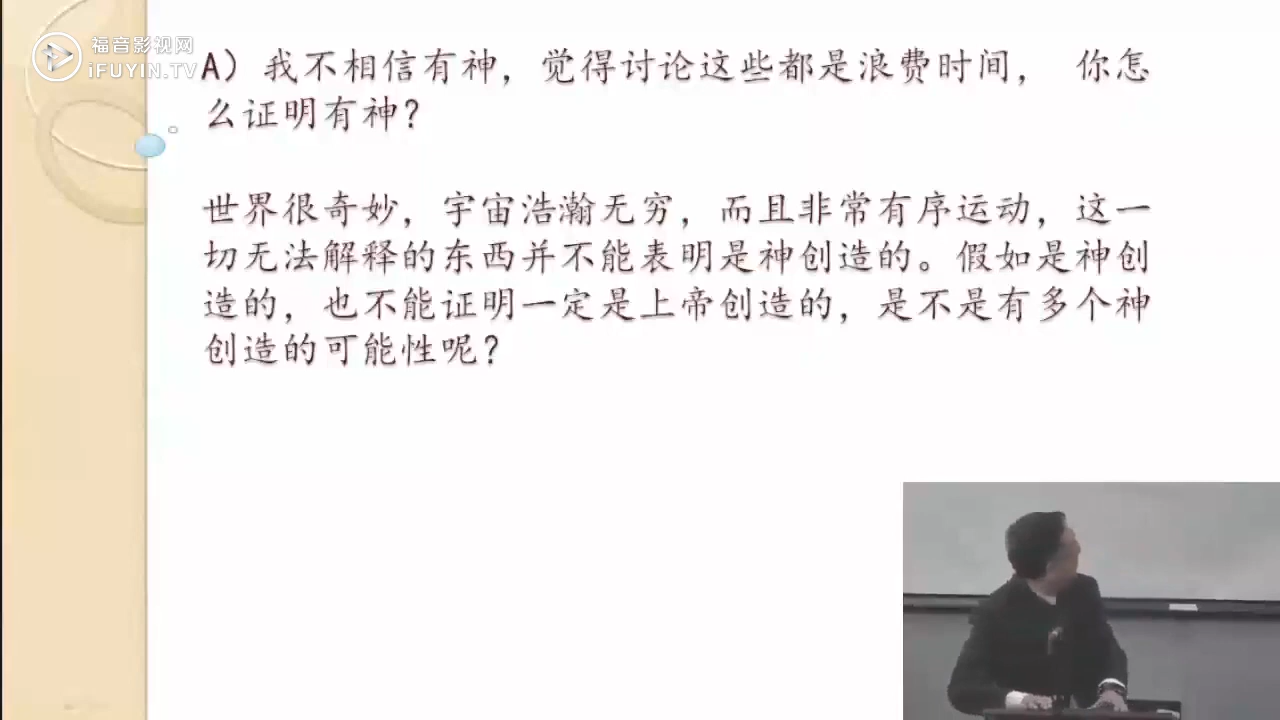 福音影视网
iFUYIN.TV
A）我不相信有神，觉得讨论这些都是浪费时间， 你怎
么证明有神？
世界很奇妙，宇宙浩瀚无穷，而且非常有序运动，这一
切无法解释的东西并不能表明是神创造的。假如是神创
造的，也不能证明一定是上帝创造的，是不是有多个神
创造的可能性呢？